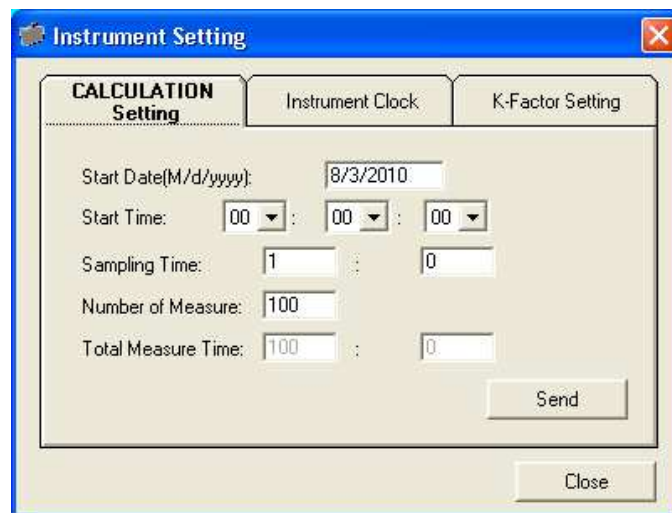 Instrument Setting
CALCULATION
Setting
Instrument Clock
K-Factor Setting
Start Date(M/d/yyyy): 8/3/2010
Start Time: 00 : 00 : 00
Sampling Time: 1 : 0
Number of Measure: 100
Total Measure Time: 100 : 0
Send
Close